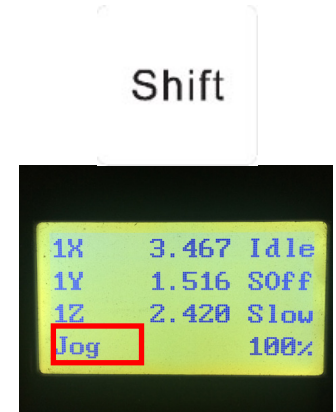 Shift
1X 3.467 Idle
1Y 1.516 SOff
1Z 2.420 Slow
Jog 100%